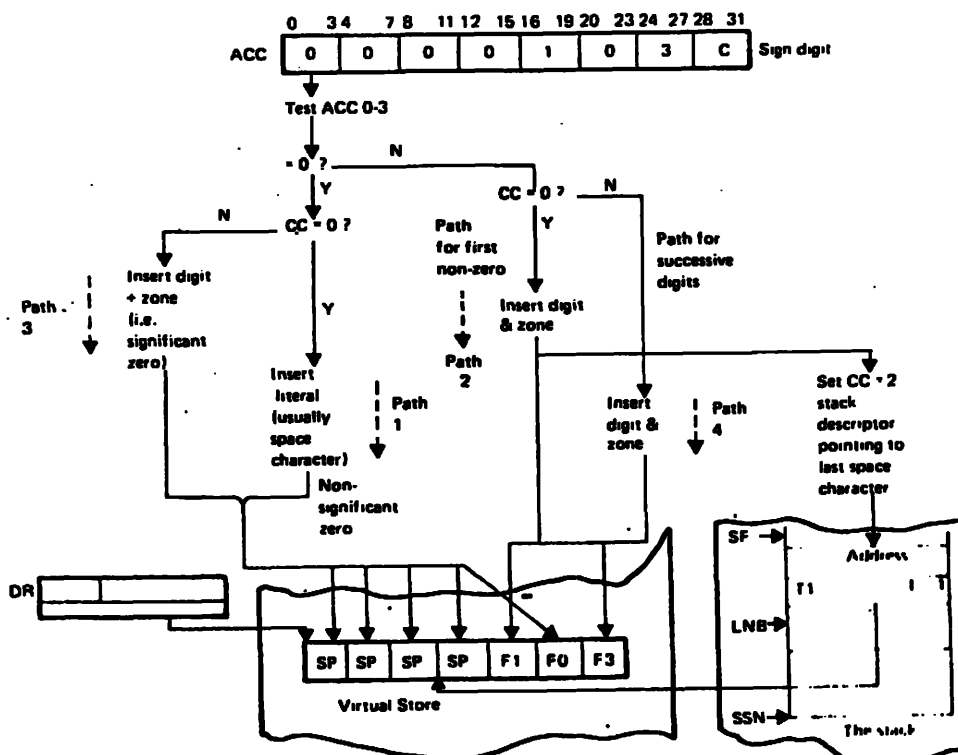 0 3 4 7 8 11 12 15 16 19 20 23 24 27 28 31
ACC 0 0 0 0 1 0 3 C Sign digit
Test ACC 0-3
= 0 ?
N
Y
CC = 0 ?
N
Y
CC = 0 ?
N
Y
Path
for first
non-zero
Path for
successive
digits
Path
3
Insert digit
+ zone
(i.e.
significant
zero)
Insert digit
& zone
Path
2
Insert
literal
(usually
space
character)
Path
1
Non-
significant
zero
Insert
digit &
zone
Path
4
Set CC = 2
stack
descriptor
pointing to
last space
character
DR
SP SP SP SP F1 F0 F3
Virtual Store
SF
Address
T1
LNB
SSN
The stack